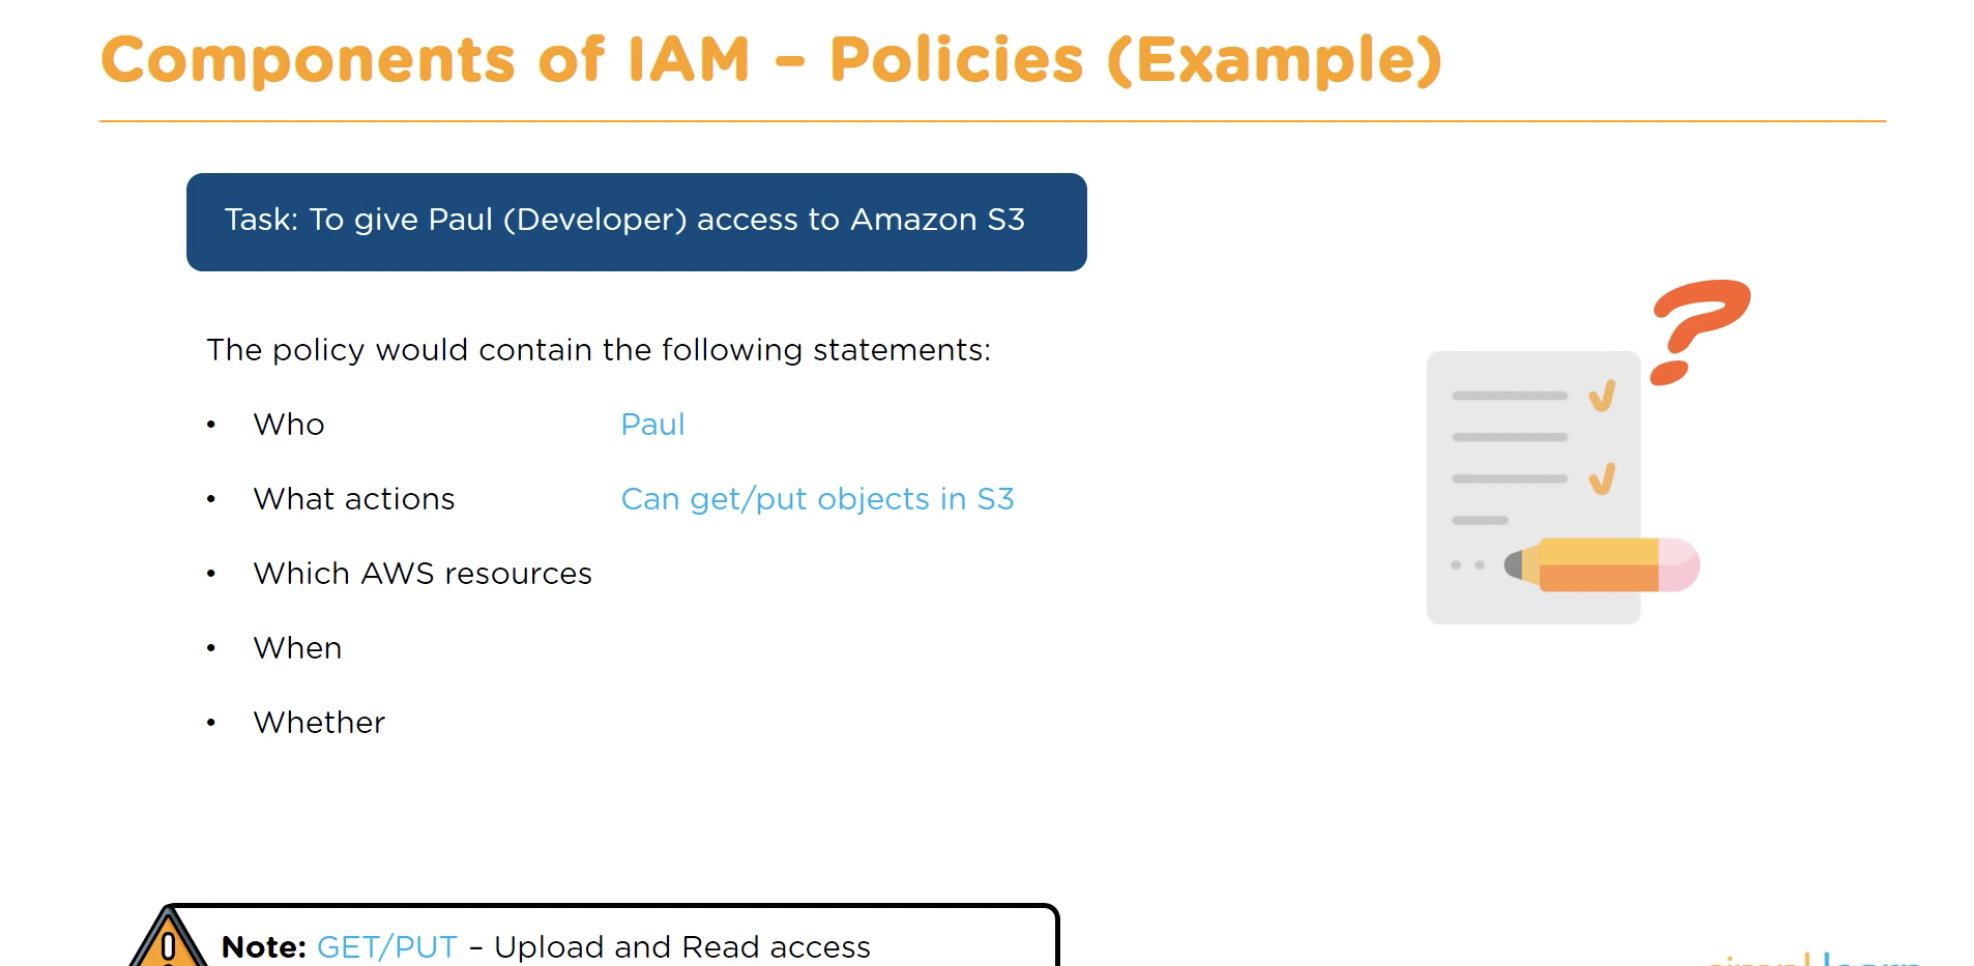 Components of IAM – Policies (Example)
Task: To give Paul (Developer) access to Amazon S3
The policy would contain the following statements:
• Who Paul
• What actions Can get/put objects in S3
• Which AWS resources
• When
• Whether
Note: GET/PUT – Upload and Read access